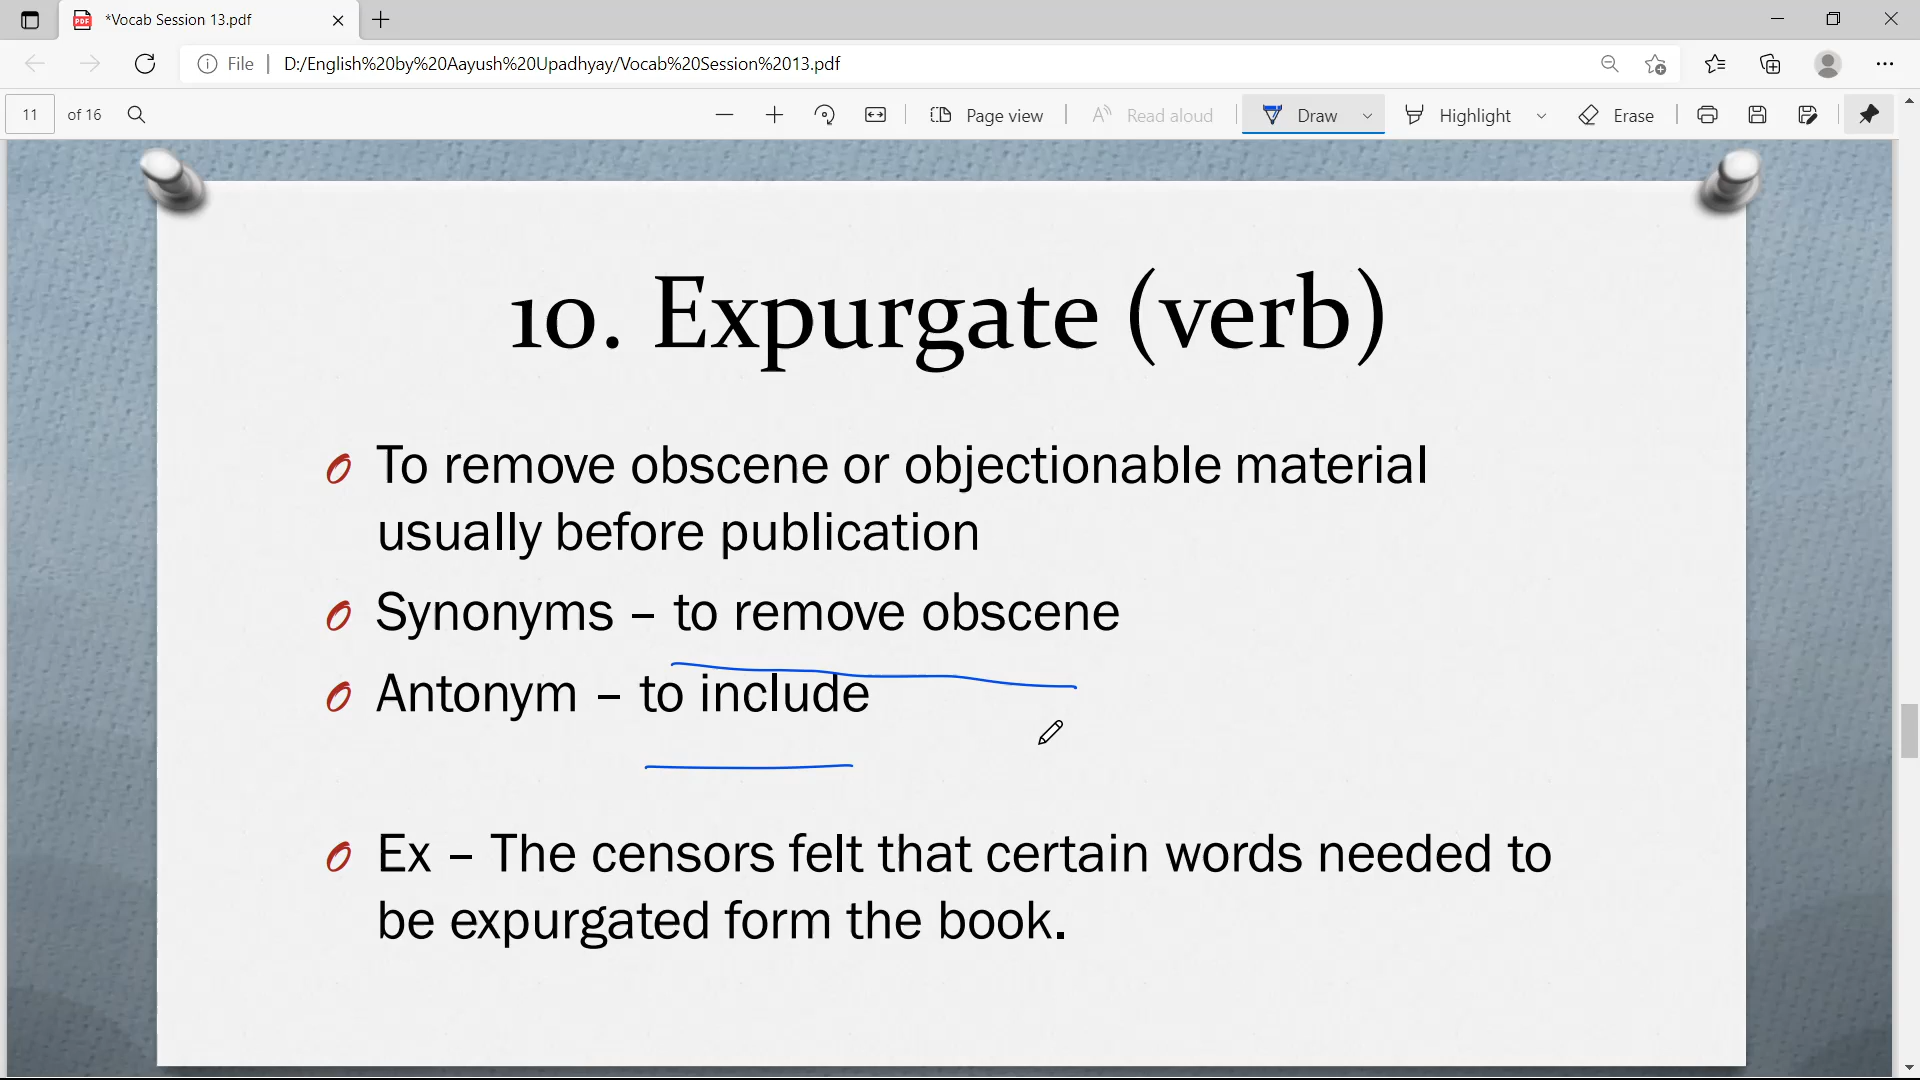 *Vocab Session 13.pdf
File
D:/English%20by%20Aayush%20Upadhyay/Vocab%20Session%2013.pdf
11 of 16
Page view
Read aloud
Draw
Highlight
Erase
10. Expurgate (verb)
To remove obscene or objectionable material
usually before publication
Synonyms – to remove obscene
Antonym – to include
Ex – The censors felt that certain words needed to
be expurgated form the book.